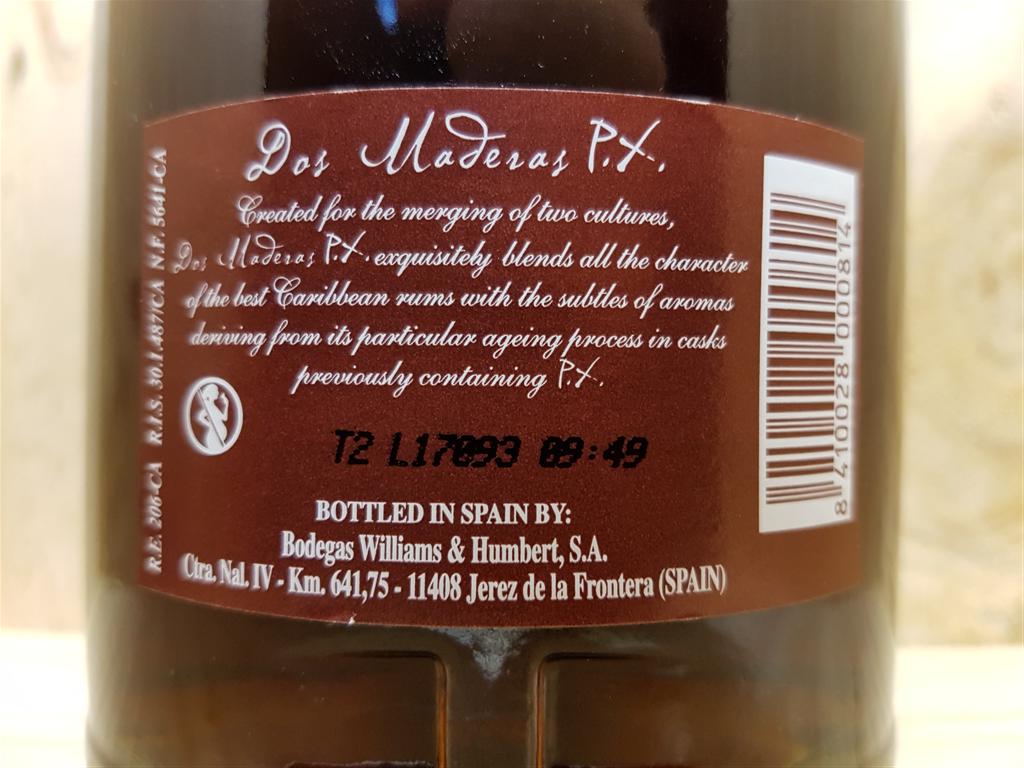 Dos Maderas P.X.
Created for the merging of two cultures,
Dos Maderas P.X. exquisitely blends all the character
of the best Caribbean rums with the subtles of aromas
deriving from its particular ageing process in casks
previously containing P.X.
T2 L17093 09:49
BOTTLED IN SPAIN BY:
Bodegas Williams & Humbert, S.A.
Ctra. Nal. IV - Km. 641,75 - 11408 Jerez de la Frontera (SPAIN)
R.E. 206-CA R.I.S. 30.1.487CA N.F. 5641-CA
8 410028 000814